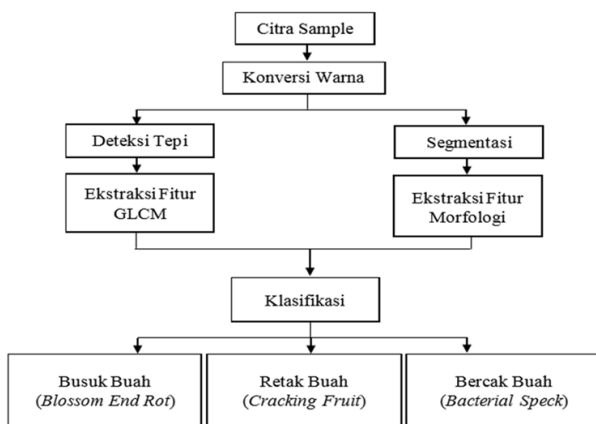 Citra Sample
Konversi Warna
Deteksi Tepi
Segmentasi
Ekstraksi Fitur
GLCM
Ekstraksi Fitur
Morfologi
Klasifikasi
Busuk Buah
(Blossom End Rot)
Retak Buah
(Cracking Fruit)
Bercak Buah
(Bacterial Speck)